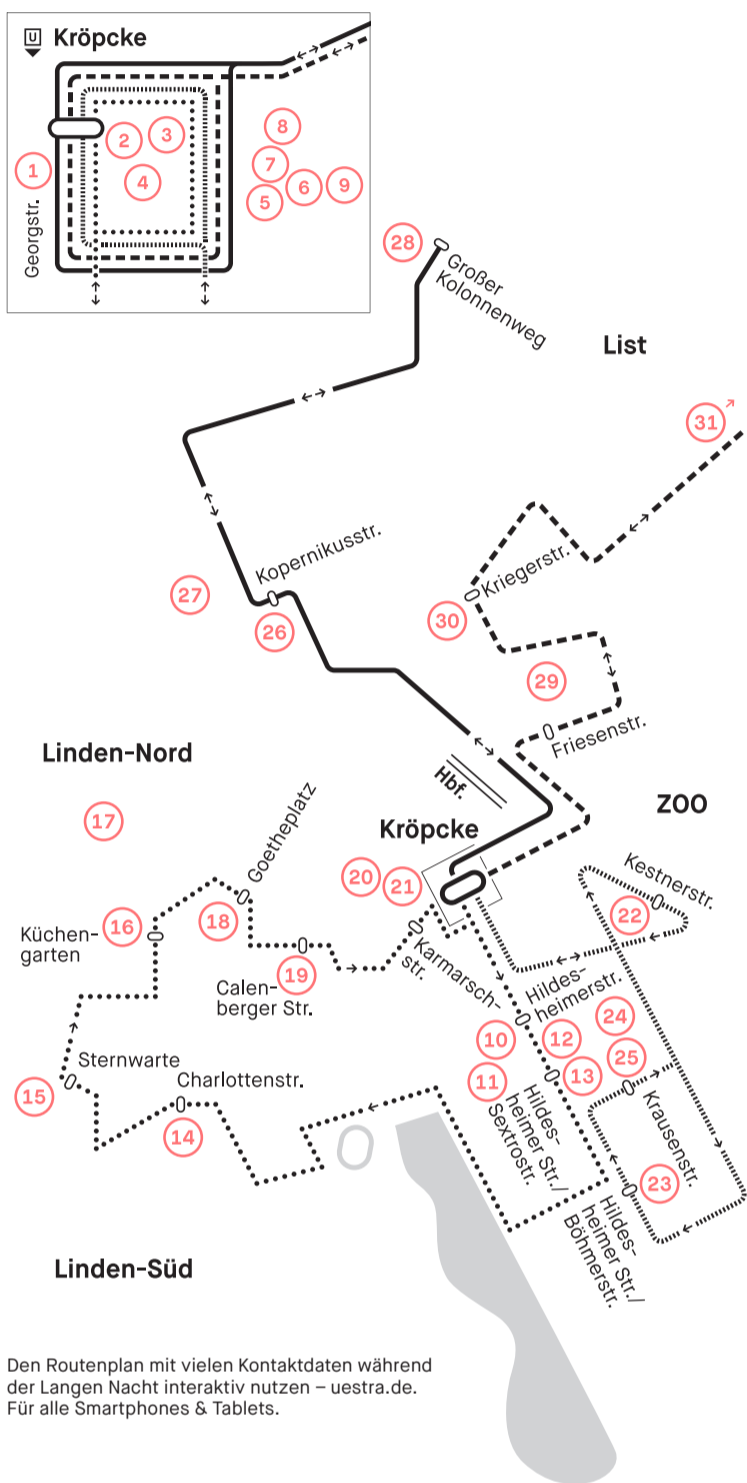 U Kröpcke
1
2
3
4
5
6
7
8
9
Georgstr.
28
Großer
Kolonnenweg
List
31
Kopernikusstr.
27
26
Kriegerstr.
30
29
Friesenstr.
Linden-Nord
Hbf.
ZOO
17
Goetheplatz
Kröpcke
20
21
Kestnerstr.
22
16
18
Küchen-
garten
19
Calen-
berger Str.
Karmarsch-
str.
Hildes-
heimerstr.
10
12
24
11
13
25
Sternwarte
15
Charlottenstr.
14
Hildes-
heimer Str./
Sextrostr.
Krausenstr.
23
Hildes-
heimer Str./
Böhmerstr.
Linden-Süd
Den Routenplan mit vielen Kontaktdaten während
der Langen Nacht interaktiv nutzen – uestra.de.
Für alle Smartphones & Tablets.